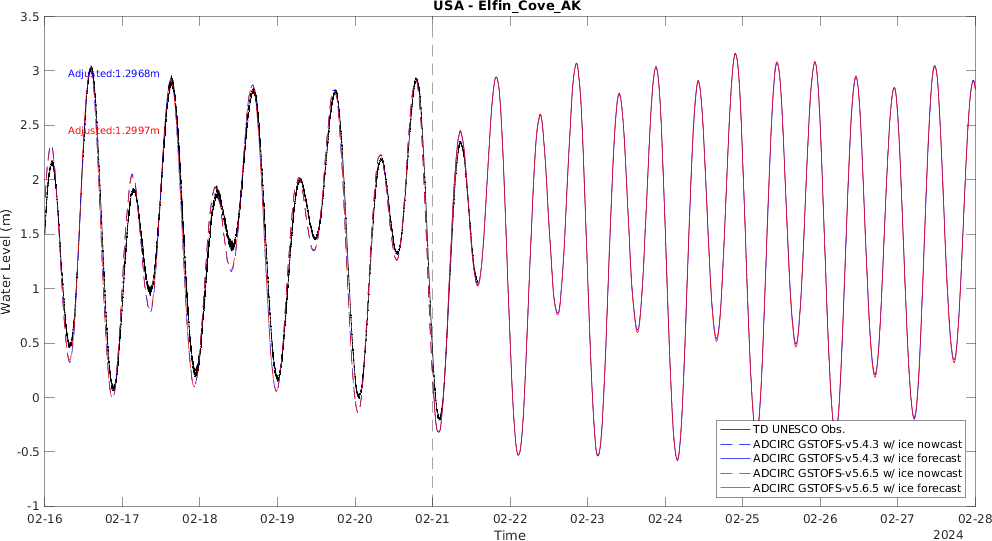 USA - Elfin_Cove_AK
Adjusted:1.2968m
Adjusted:1.2997m
Water Level (m)
3.5
3
2.5
2
1.5
1
0.5
0
-0.5
-1
TD UNESCO Obs.
ADCIRC GSTOFS-v5.4.3 w/ ice nowcast
ADCIRC GSTOFS-v5.4.3 w/ ice forecast
ADCIRC GSTOFS-v5.6.5 w/ ice nowcast
ADCIRC GSTOFS-v5.6.5 w/ ice forecast
02-16 02-17 02-18 02-19 02-20 02-21 02-22 02-23 02-24 02-25 02-26 02-27 02-28
Time
2024